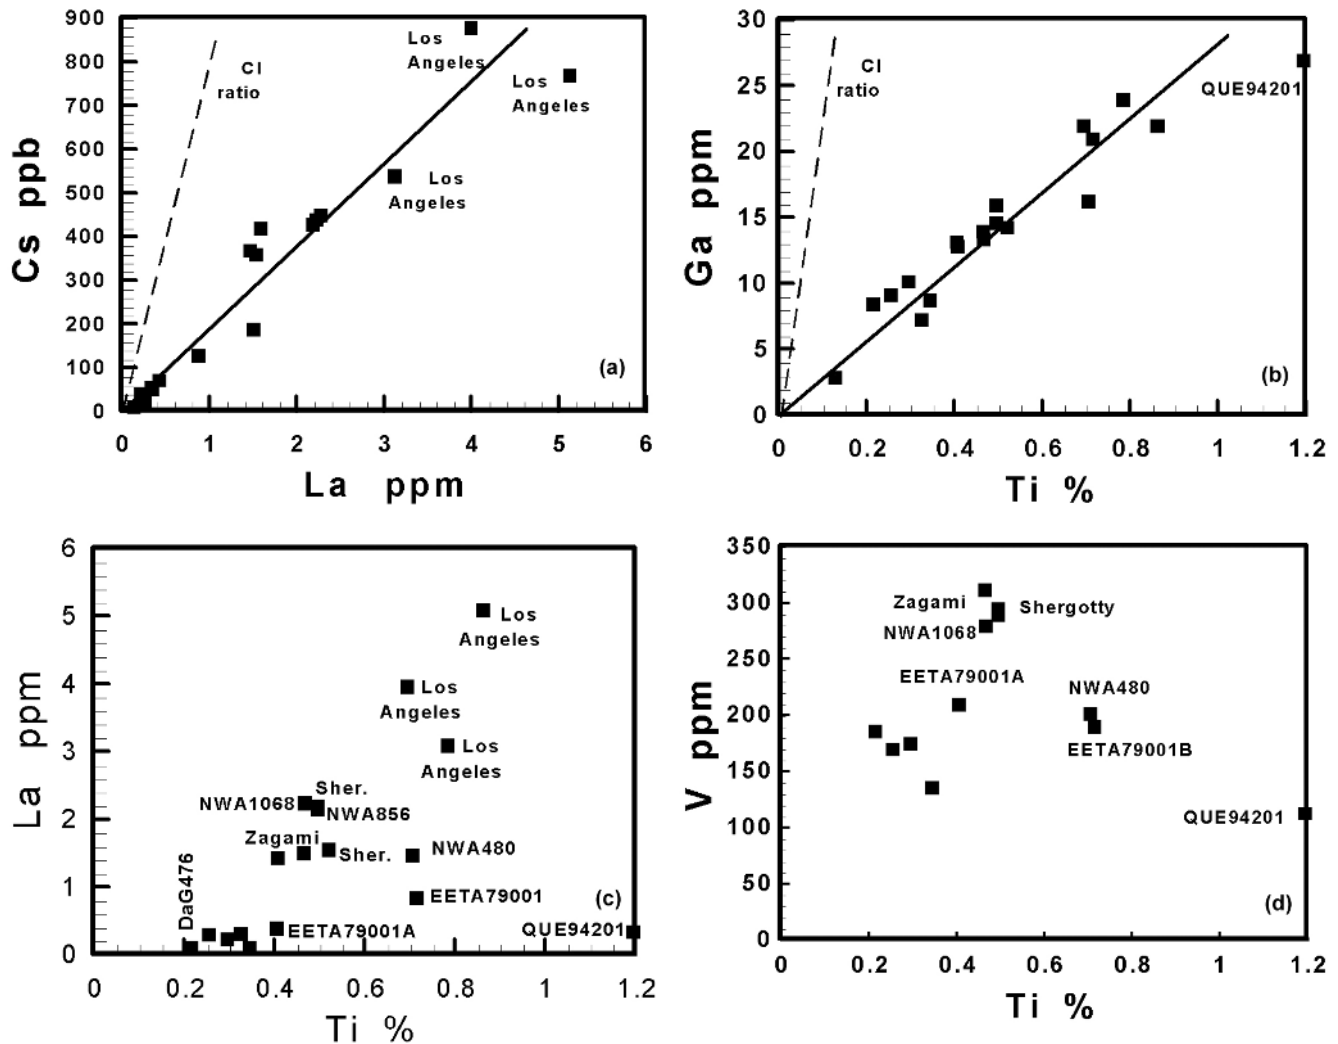 900
800
700
600
500
400
300
200
100
0
Cs ppb
CI
ratio
Los
Angeles
Los
Angeles
Los
Angeles
(a)
0
1
2
3
4
5
6
La ppm
30
25
20
15
10
5
0
Ga ppm
CI
ratio
QUE94201
(b)
0
0.2
0.4
0.6
0.8
1
1.2
Ti %
6
5
4
3
2
1
0
La ppm
Los
Angeles
Los
Angeles
Los
Angeles
Sher.
NWA1068
NWA856
Zagami
Sher.
NWA480
DaG476
EETA79001
EETA79001A
QUE94201
(c)
0
0.2
0.4
0.6
0.8
1
1.2
Ti %
350
300
250
200
150
100
50
0
V ppm
Zagami
Shergotty
NWA1068
EETA79001A
NWA480
EETA79001B
QUE94201
(d)
0
0.2
0.4
0.6
0.8
1
1.2
Ti %